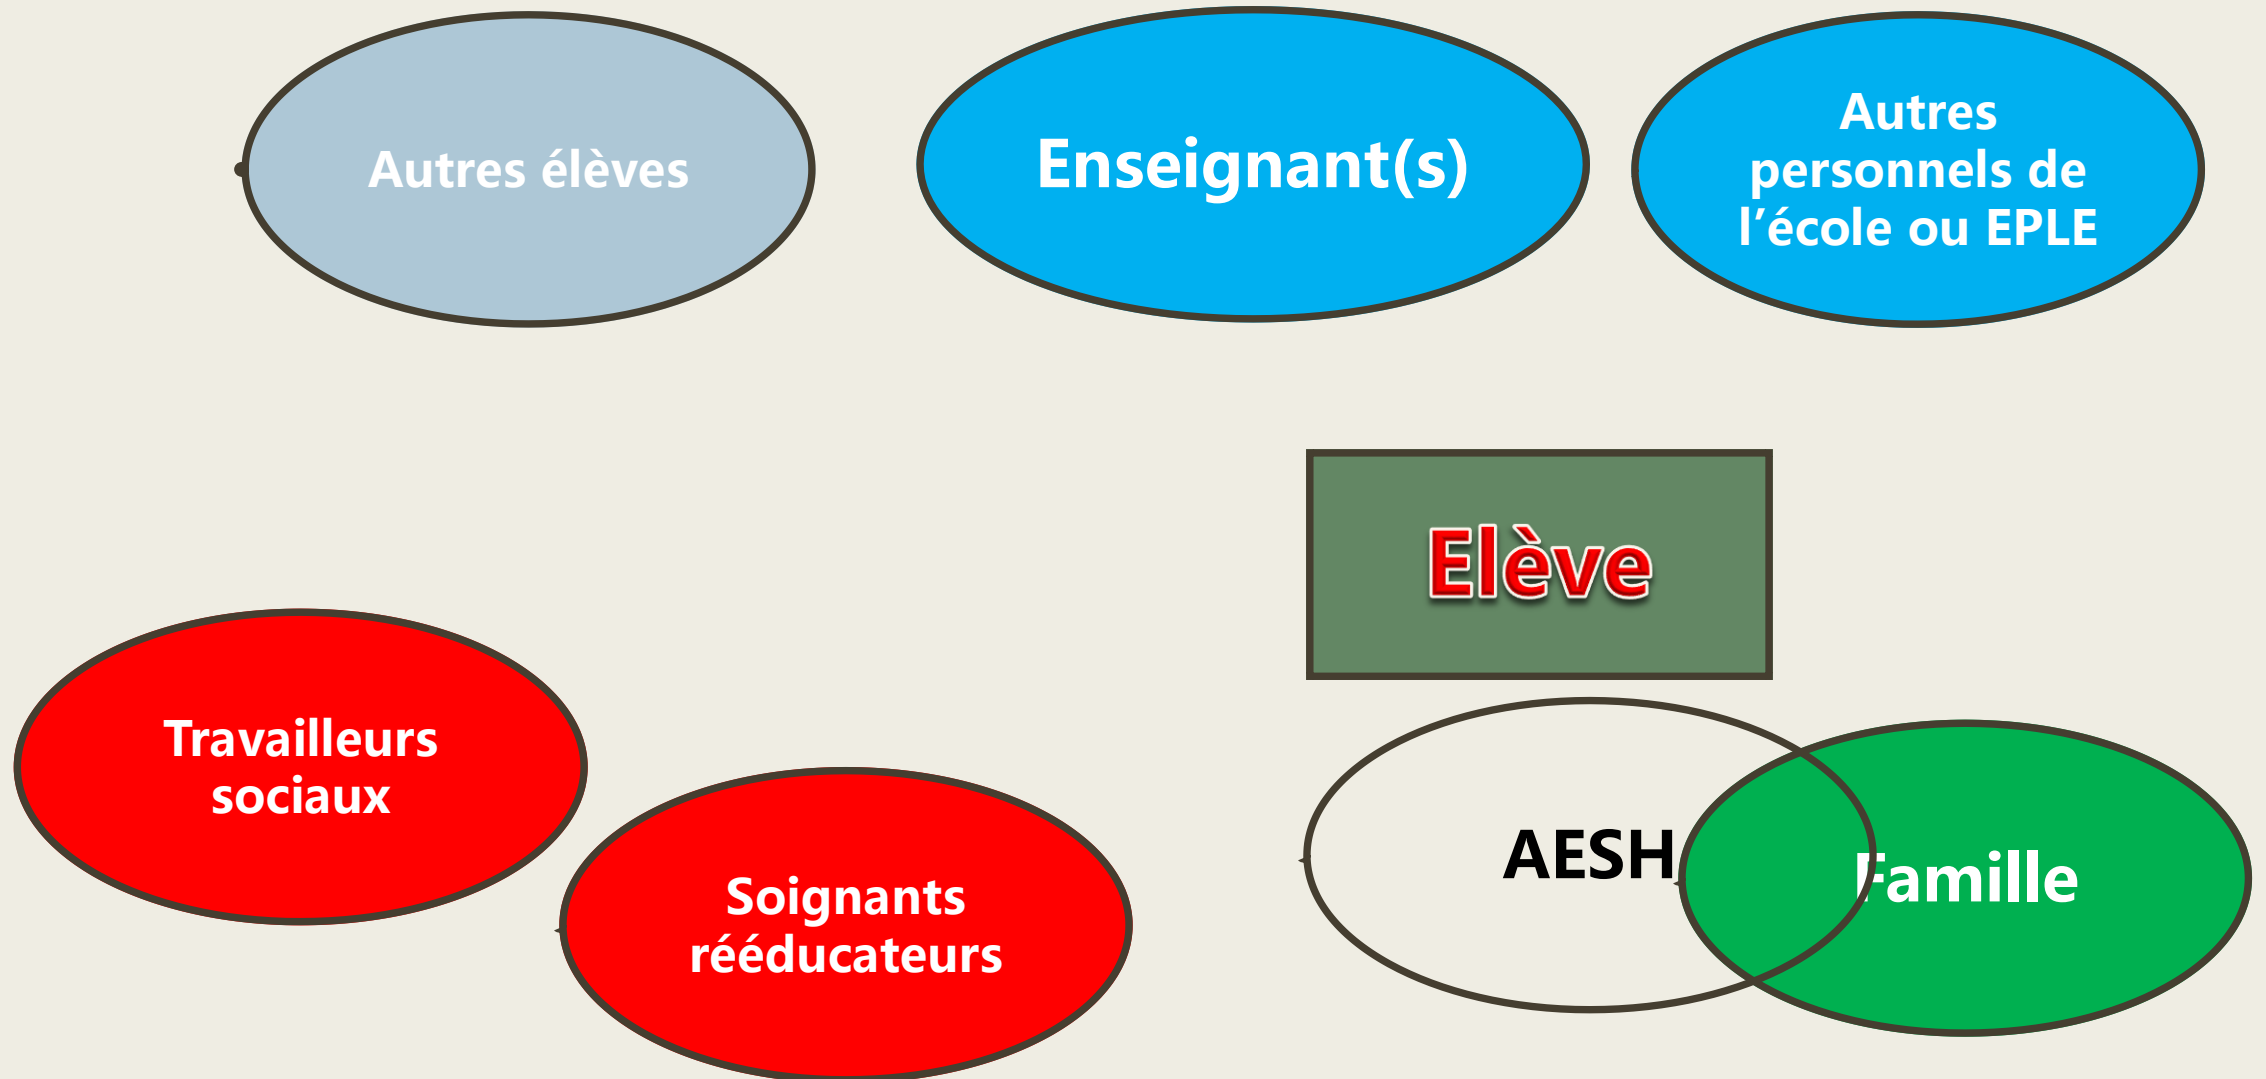 Autres élèves
Enseignant(s)
Autres
personnels de
l’école ou EPLE
Elève
Travailleurs
sociaux
Soignants
rééducateurs
AESH
Famille